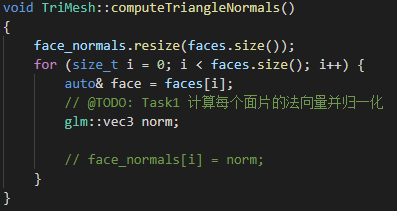 void TriMesh::computeTriangleNormals()
{
    face_normals.resize(faces.size());
    for (size_t i = 0; i < faces.size(); i++) {
        auto& face = faces[i];
        // @TODO: Task1 计算每个面片的法向量并归一化
        glm::vec3 norm;

        // face_normals[i] = norm;
    }
}